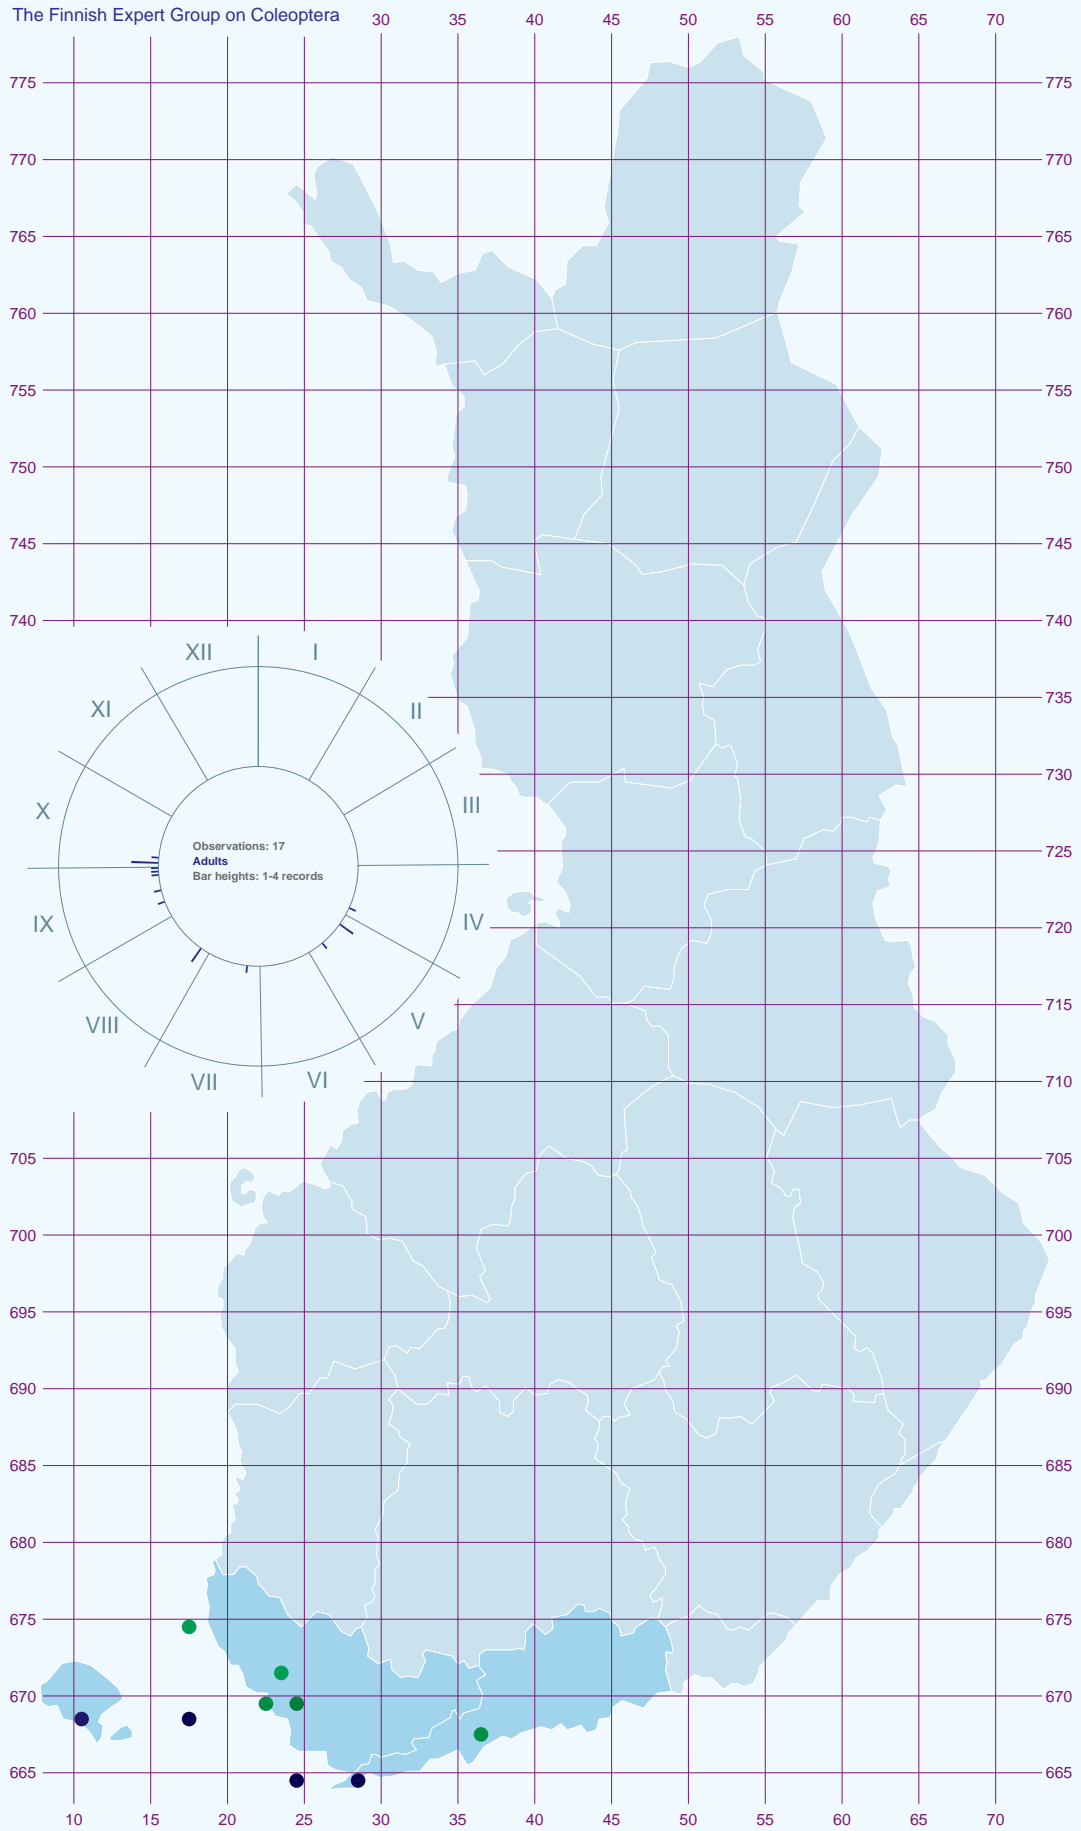 The Finnish Expert Group on Coleoptera
30 35 40 45 50 55 60 65 70
775 775
770 770
765 765
760 760
755 755
750 750
745 745
740 740
XII I
XI II
735
730
X III
Observations: 17
Adults
Bar heights: 1-4 records
725
IX IV
720
VIII V
715
VII VI
710
705 705
700 700
695 695
690 690
685 685
680 680
675 675
670 670
665 665
10 15 20 25 30 35 40 45 50 55 60 65 70